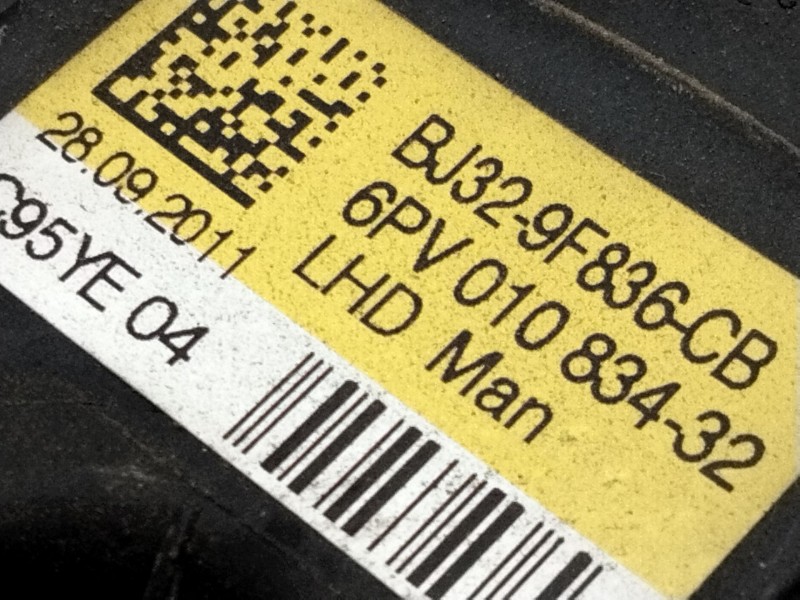 BJ32-9F836-CB
6PV 010 834-32
LHD Man
28.09.2011
C95YE 04